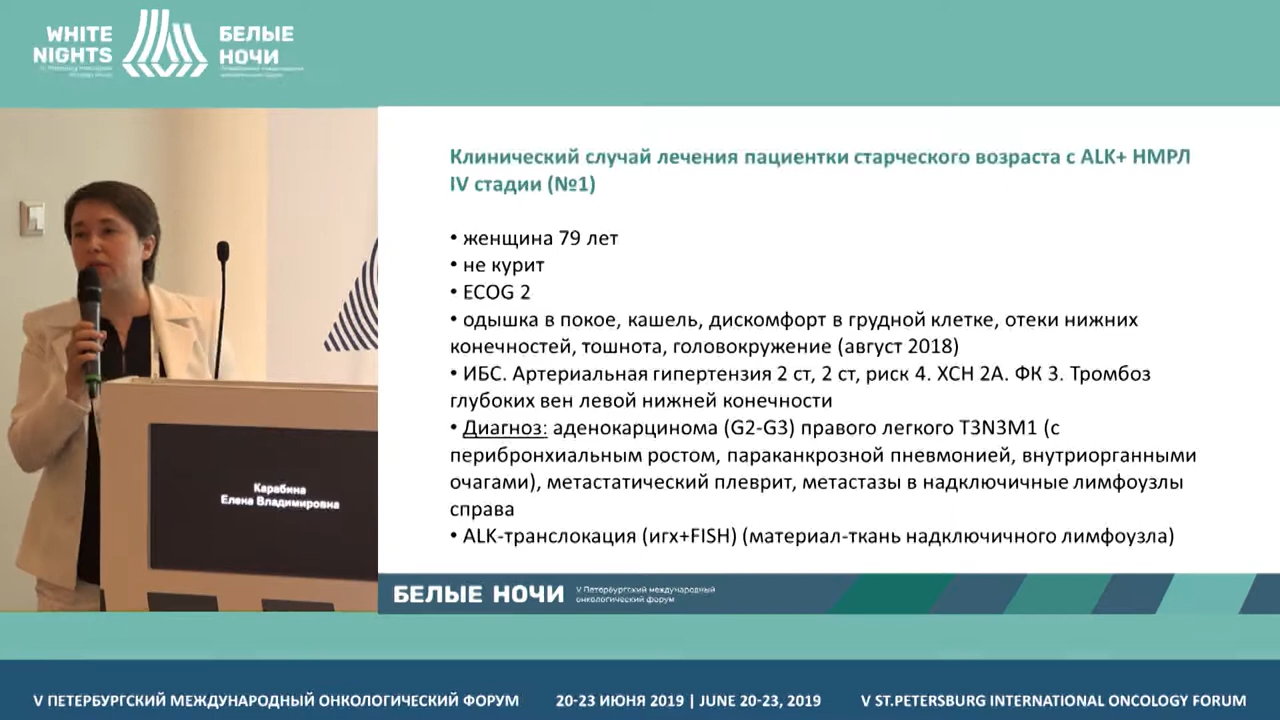 WHITE
NIGHTS
БЕЛЫЕ
НОЧИ
Клинический случай лечения пациентки старческого возраста с ALK+ НМРЛ
IV стадии (№1)
• женщина 79 лет
• не курит
• ECOG 2
• одышка в покое, кашель, дискомфорт в грудной клетке, отеки нижних
конечностей, тошнота, головокружение (август 2018)
• ИБС. Артериальная гипертензия 2 ст, 2 ст, риск 4. ХСН 2А. ФК 3. Тромбоз
глубоких вен левой нижней конечности
• Диагноз: аденокарцинома (G2-G3) правого легкого T3N3M1 (с
перибронхиальным ростом, параканкрозной пневмонией, внутриорганными
очагами), метастатический плеврит, метастазы в надключичные лимфоузлы
справа
• ALK-транслокация (игх+FISH) (материал-ткань надключичного лимфоузла)
Карабина
Елена Владимировна
БЕЛЫЕ НОЧИ
V Петербургский международный
онкологический форум
V ПЕТЕРБУРГСКИЙ МЕЖДУНАРОДНЫЙ ОНКОЛОГИЧЕСКИЙ ФОРУМ
20-23 ИЮНЯ 2019 | JUNE 20-23, 2019
V ST.PETERSBURG INTERNATIONAL ONCOLOGY FORUM